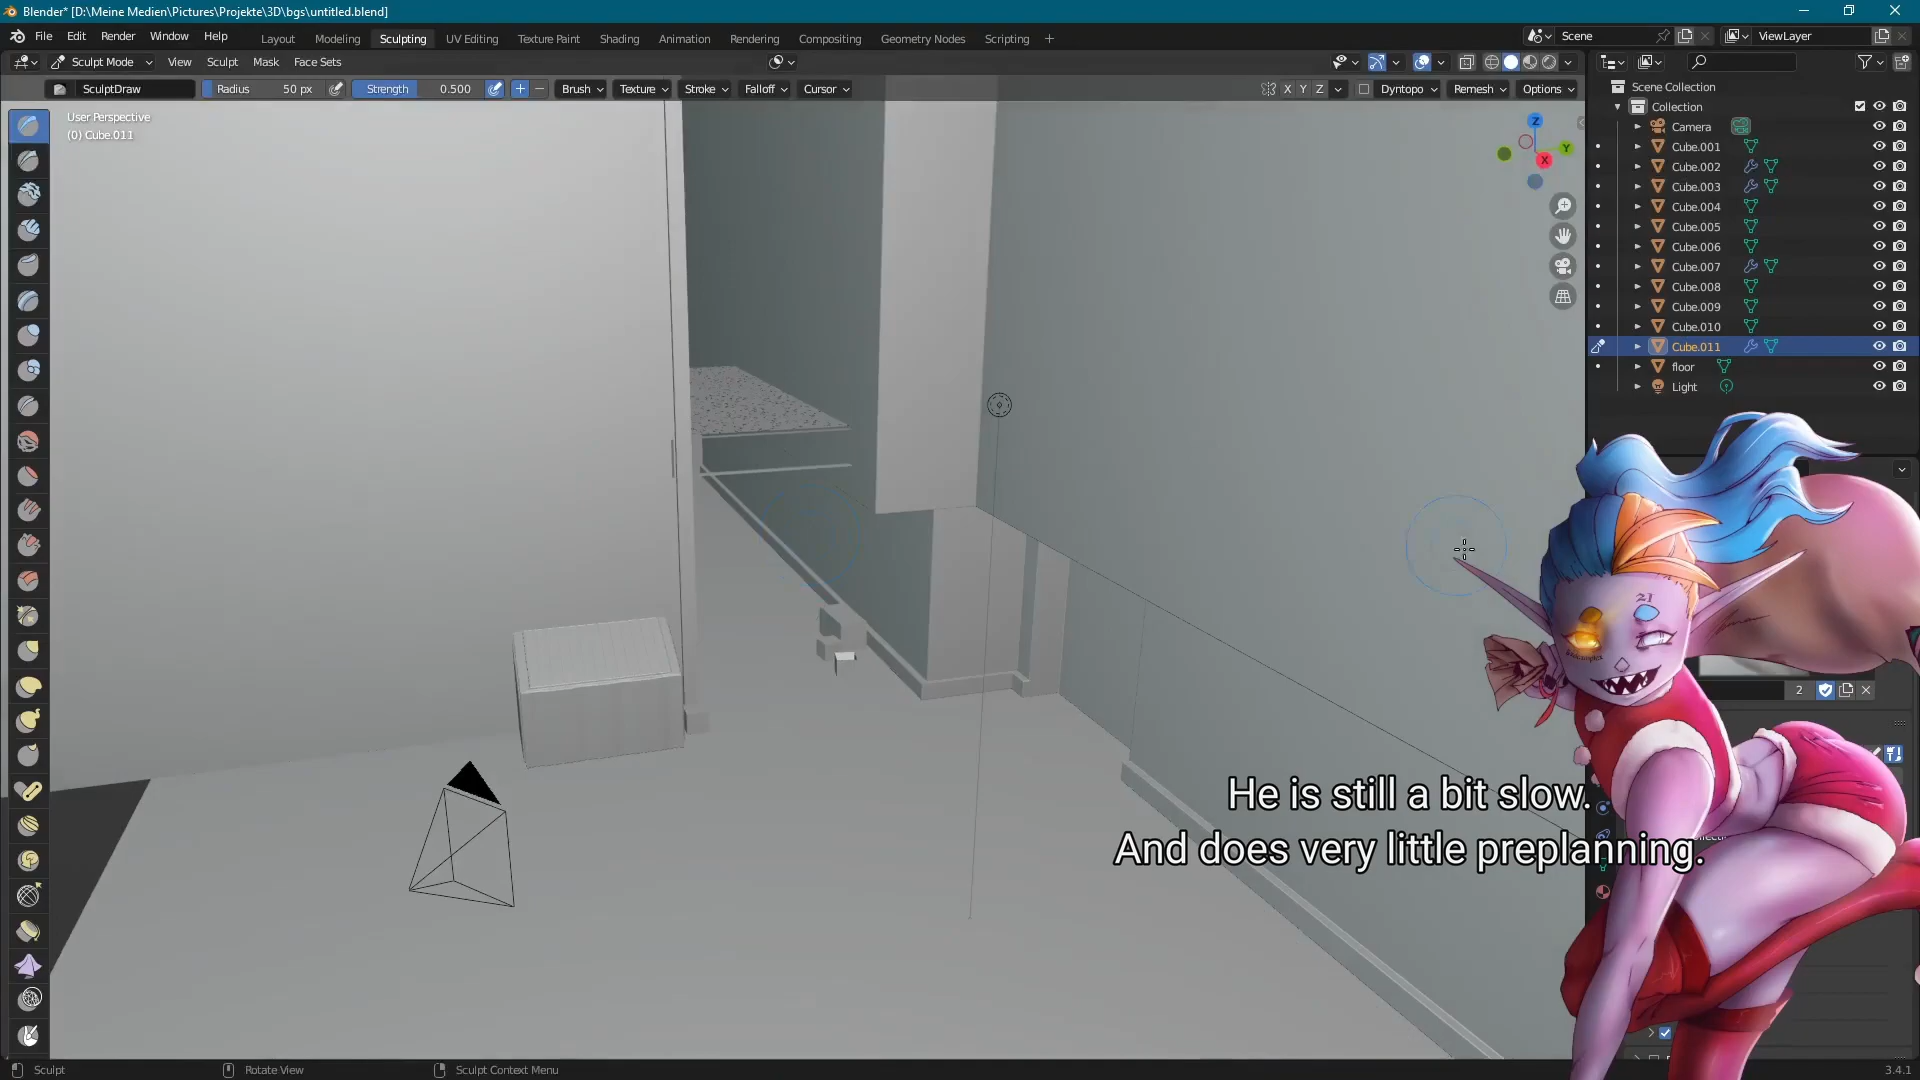 Blender* [D:\Meine Medien\Pictures\Projekte\3D\bgs\untitled.blend]
File Edit Render Window Help
Layout Modeling Sculpting UV Editing Texture Paint Shading Animation Rendering Compositing Geometry Nodes Scripting +
Scene
ViewLayer
Sculpt Mode View Sculpt Mask Face Sets
SculptDraw Radius 50 px Strength 0.500 Brush Texture Stroke Falloff Cursor X Y Z Dyntopo Remesh Options
User Perspective
(0) Cube.011
Z
Y
X
Scene Collection
Collection
Camera
Cube.001
Cube.002
Cube.003
Cube.004
Cube.005
Cube.006
Cube.007
Cube.008
Cube.009
Cube.010
Cube.011
floor
Light
21
2
He is still a bit slow.
And does very little preplanning.
Sculpt Rotate View Sculpt Context Menu 3.4.1